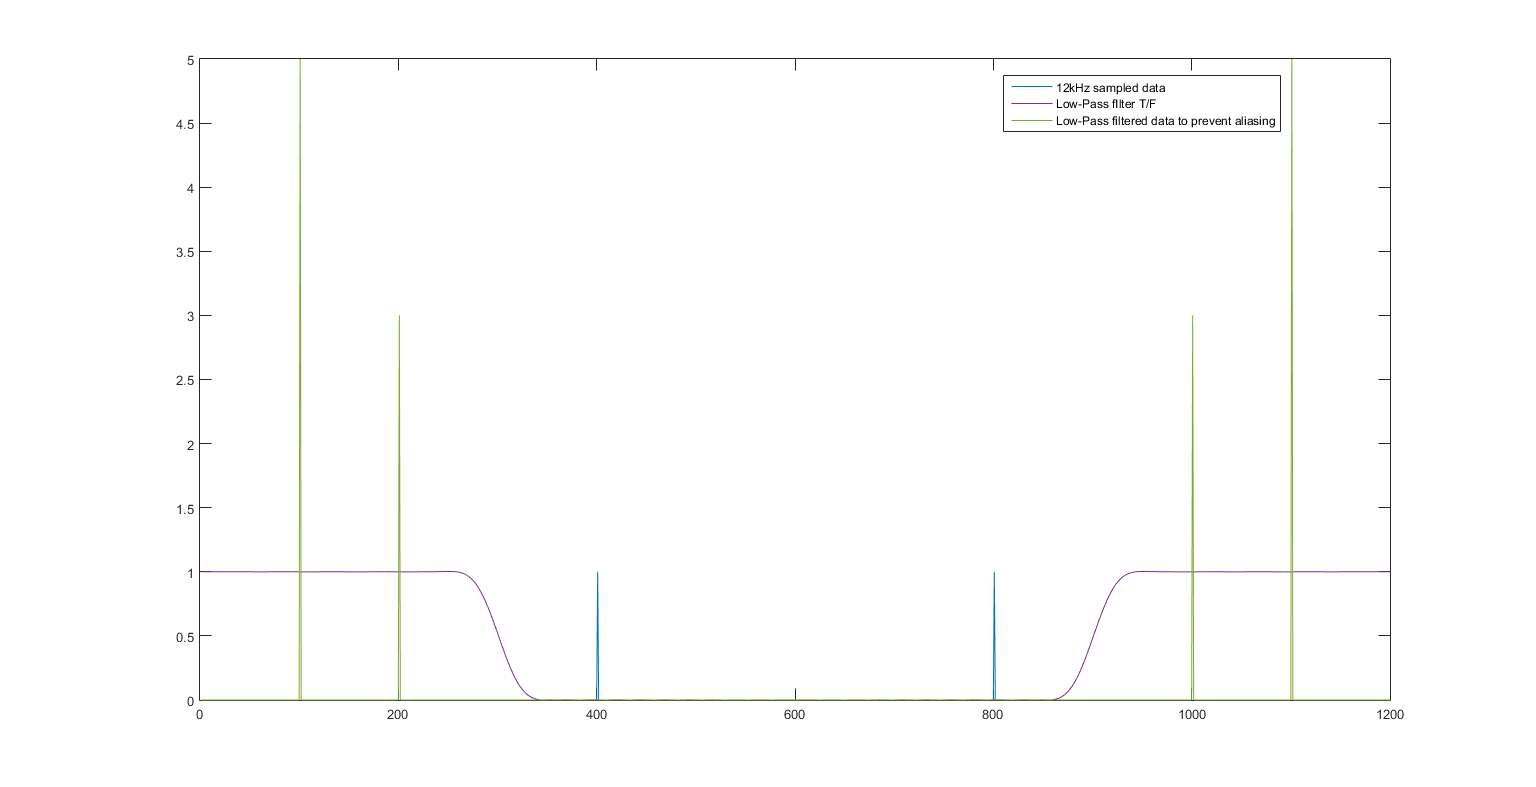 5
4.5
4
3.5
3
2.5
2
1.5
1
0.5
0
0 200 400 600 800 1000 1200
12kHz sampled data
Low-Pass fIlter T/F
Low-Pass filtered data to prevent aliasing